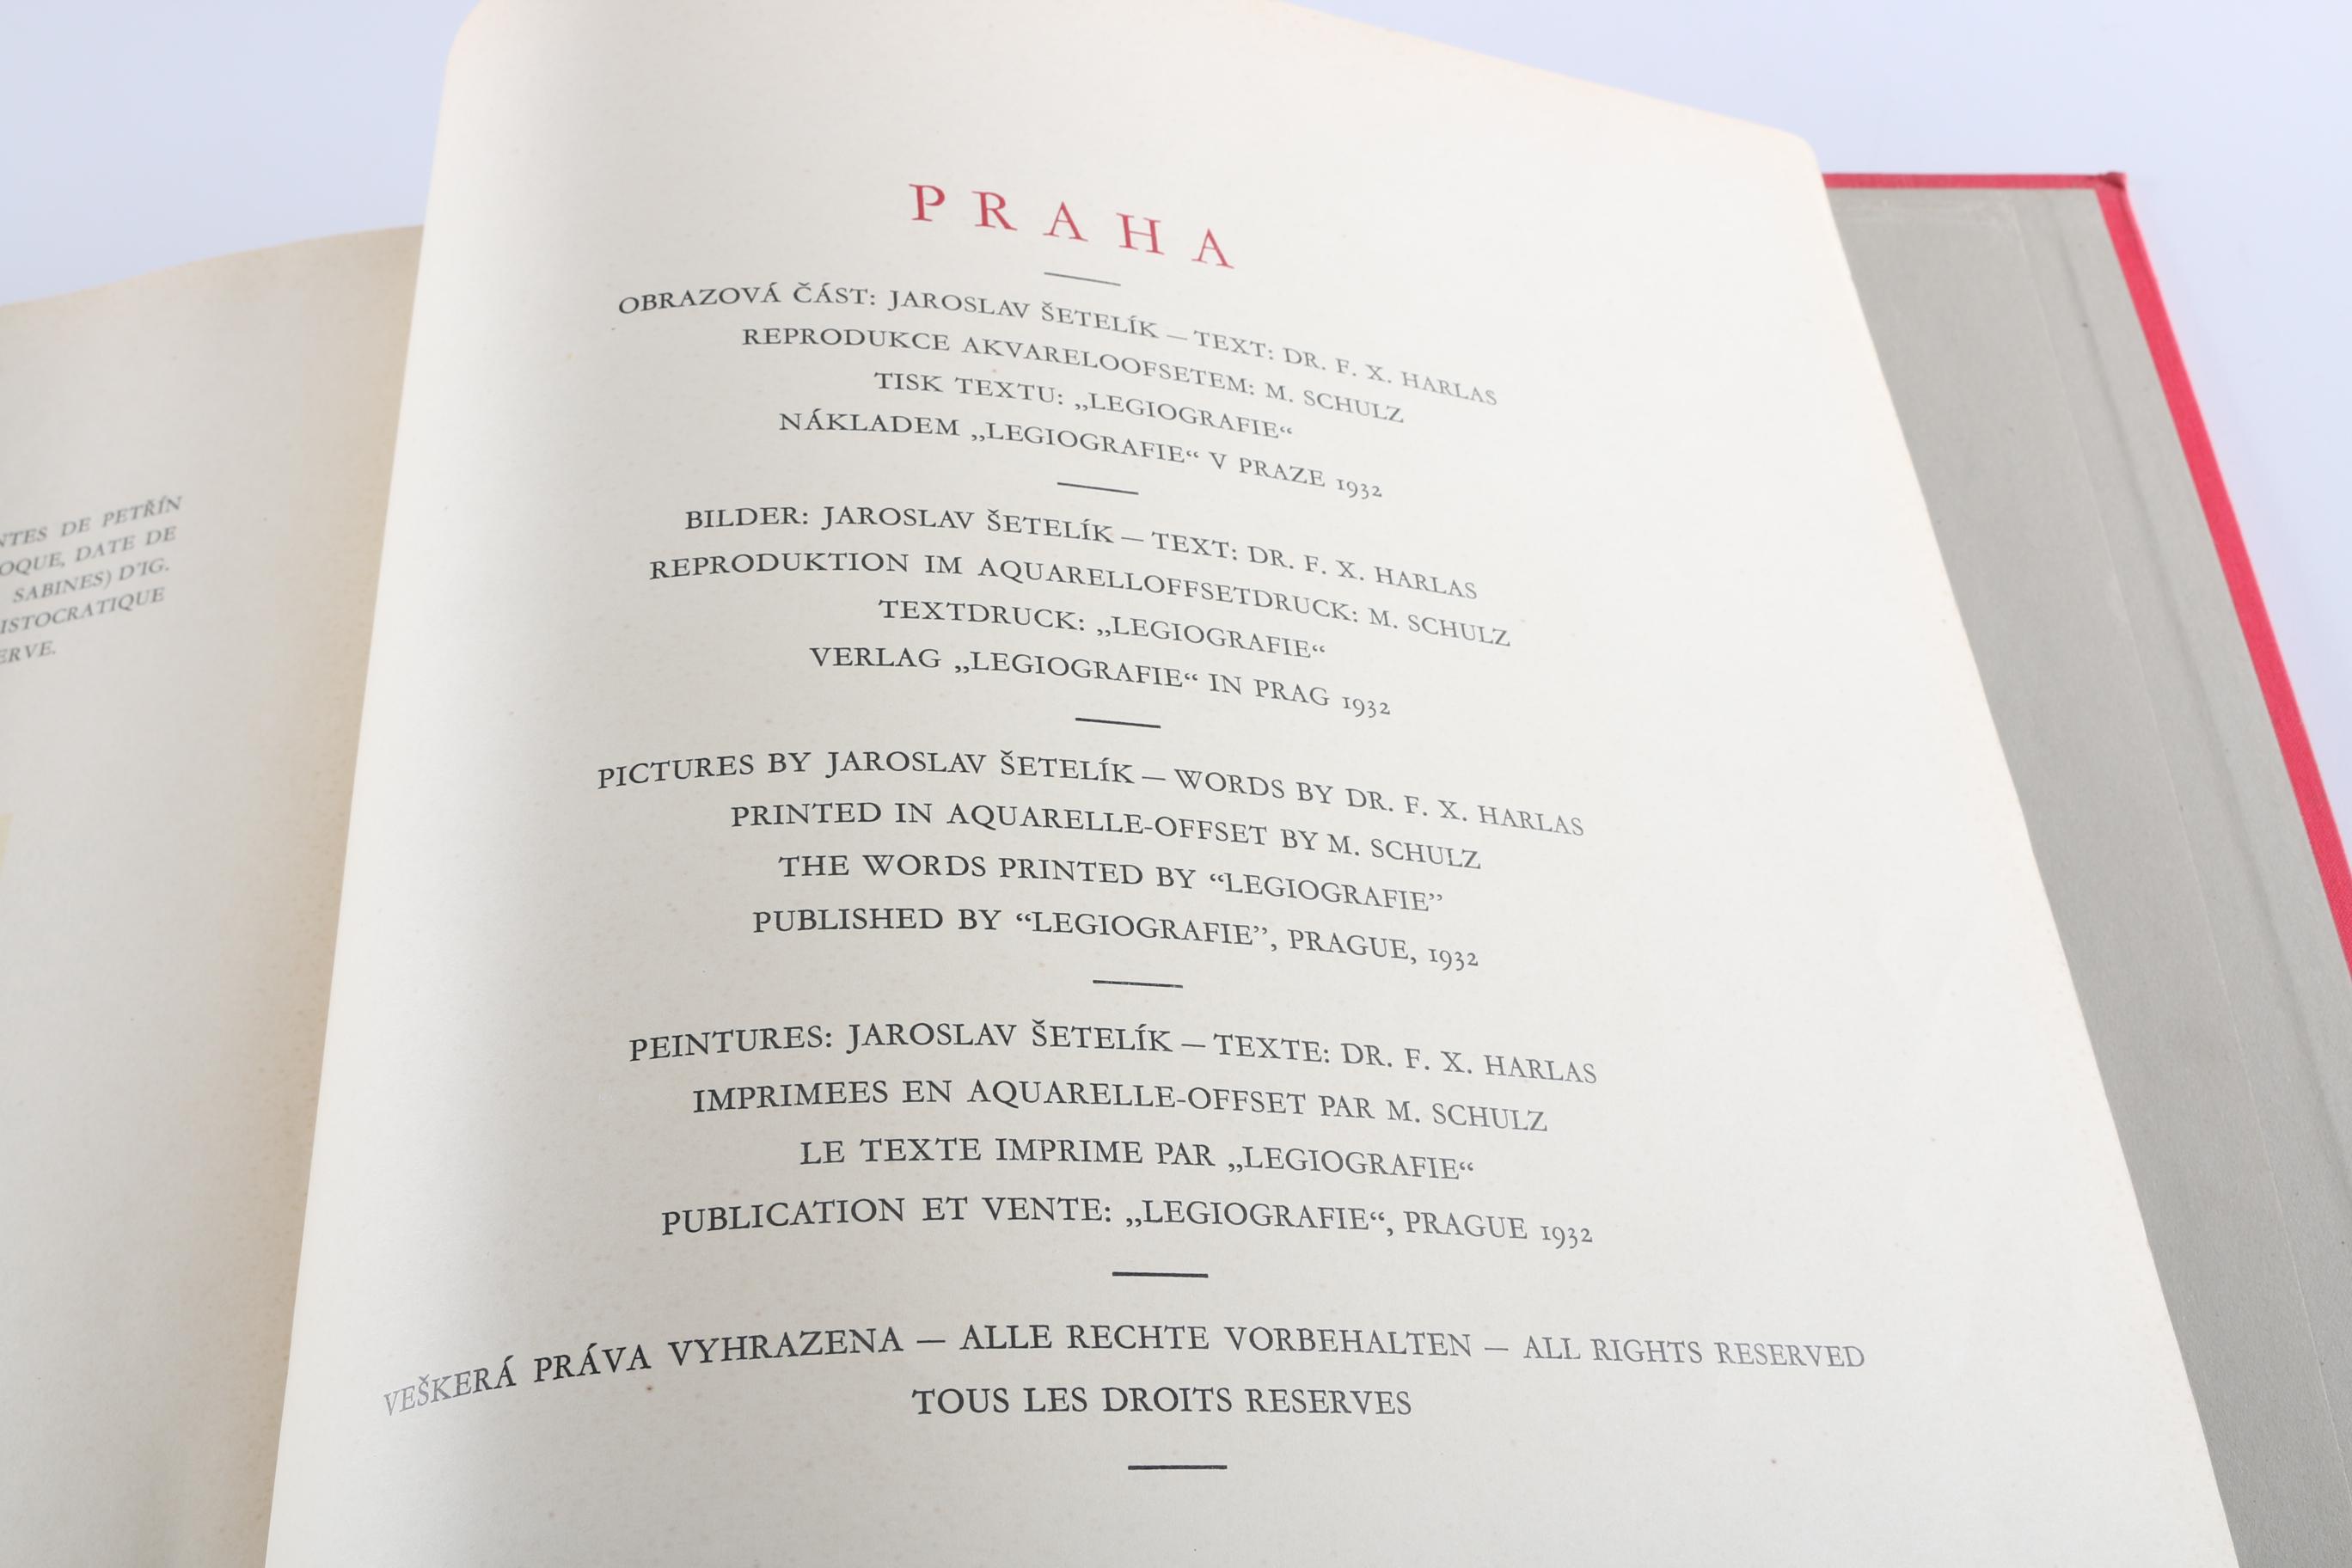 NTES DE PETŘÍN
OQUE, DATE DE
SABINES) D'IG.
ISTOCRATIQUE
ERVE.
PRAHA
OBRAZOVÁ ČÁST: JAROSLAV ŠETELÍK — TEXT: DR. F. X. HARLAS
REPRODUKCE AKVARELOOFSETEM: M. SCHULZ
TISK TEXTU: „LEGIOGRAFIE“
NÁKLADEM „LEGIOGRAFIE“ V PRAZE 1932
BILDER: JAROSLAV ŠETELÍK — TEXT: DR. F. X. HARLAS
REPRODUKTION IM AQUARELLOFFSETDRUCK: M. SCHULZ
TEXTDRUCK: „LEGIOGRAFIE“
VERLAG „LEGIOGRAFIE“ IN PRAG 1932
PICTURES BY JAROSLAV ŠETELÍK — WORDS BY DR. F. X. HARLAS
PRINTED IN AQUARELLE-OFFSET BY M. SCHULZ
THE WORDS PRINTED BY “LEGIOGRAFIE”
PUBLISHED BY “LEGIOGRAFIE”, PRAGUE, 1932
PEINTURES: JAROSLAV ŠETELÍK — TEXTE: DR. F. X. HARLAS
IMPRIMEES EN AQUARELLE-OFFSET PAR M. SCHULZ
LE TEXTE IMPRIME PAR „LEGIOGRAFIE“
PUBLICATION ET VENTE: „LEGIOGRAFIE“, PRAGUE 1932
VEŠKERÁ PRÁVA VYHRAZENA — ALLE RECHTE VORBEHALTEN — ALL RIGHTS RESERVED
TOUS LES DROITS RESERVES